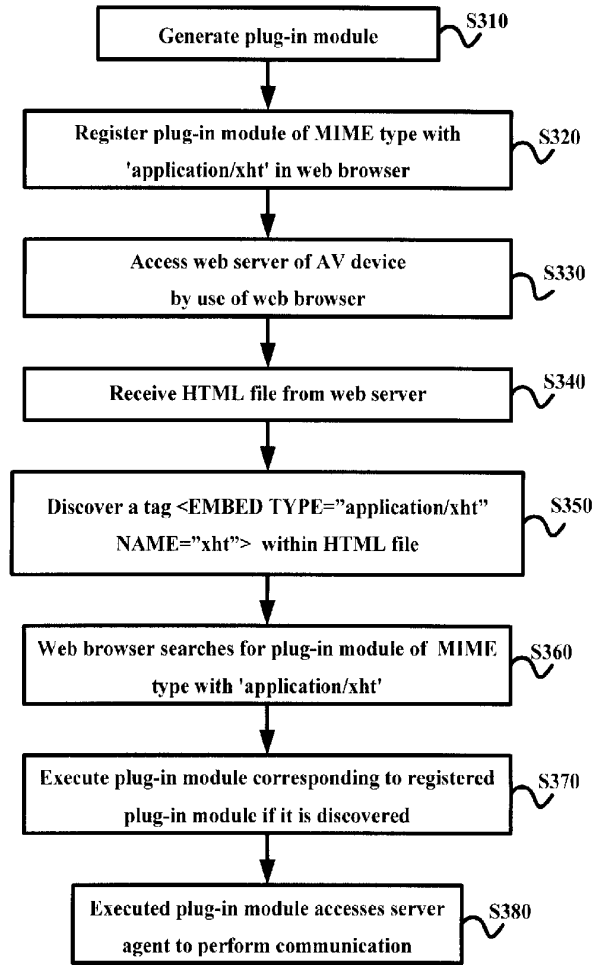 Generate plug-in module
S310
Register plug-in module of MIME type with
'application/xht' in web browser
S320
Access web server of AV device
by use of web browser
S330
Receive HTML file from web server
S340
Discover a tag <EMBED TYPE="application/xht"
NAME="xht"> within HTML file
S350
Web browser searches for plug-in module of MIME
type with 'application/xht'
S360
Execute plug-in module corresponding to registered
plug-in module if it is discovered
S370
Executed plug-in module accesses server
agent to perform communication
S380